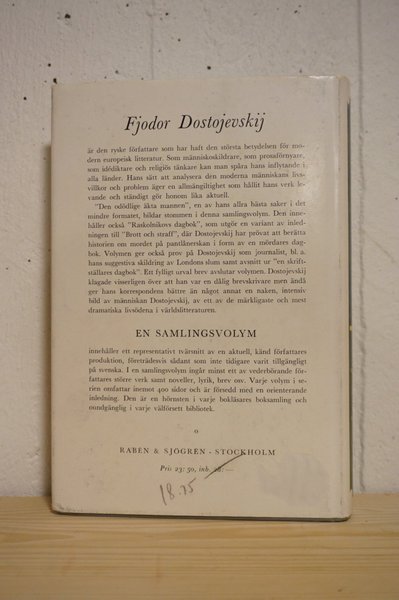 Fjodor Dostojevskij
är den ryske författare som har haft den största betydelsen för mo-
dern europeisk litteratur. Som människoskildrare, som prosaförnyare,
som idédiktare och religiös tänkare kan man spåra hans inflytande i
alla länder. Hans sätt att analysera den moderna människans livs-
villkor och problem äger en allmängiltighet som hållit hans verk le-
vande och ständigt gör honom lika aktuell.
"Den odödlige äkta mannen", en av hans allra bästa saker i det
mindre formatet, bildar stommen i denna samlingsvolym. Den inne-
håller också "Raskolnikovs dagbok", som utgör en variant av inled-
ningen till "Brott och straff", där Dostojevskij har prövat att berätta
historien om mordet på pantlånerskan i form av en mördares dag-
bok. Volymen ger också prov på Dostojevskij som journalist, bl. a.
hans suggestiva skildring av Londons slum samt avsnitt ur "en skrift-
ställares dagbok". Ett fylligt urval brev avslutar volymen. Dostojevskij
klagade visserligen över att han var en dålig brevskrivare men ändå
ger hans korrespondens bättre än något annat en naken, intensiv
bild av människan Dostojevskij, av ett av de märkligaste och mest
dramatiska livsödena i världslitteraturen.
EN SAMLINGSVOLYM
innehåller ett representativt tvärsnitt av en aktuell, känd författares
produktion, företrädesvis sådant som inte tidigare varit tillgängligt
på svenska. I en samlingsvolym ingår minst ett av vederbörande för-
fattares större verk samt noveller, lyrik, brev osv. Varje volym i se-
rien omfattar inemot 400 sidor och är försedd med en orienterande
inledning. Den är en hörnsten i varje bokläsares boksamling och
oundgänglig i varje välförsett bibliotek.
o
RABÉN & SJÖGREN - STOCKHOLM
Pris 23: 50, inb. 28: —
18.75